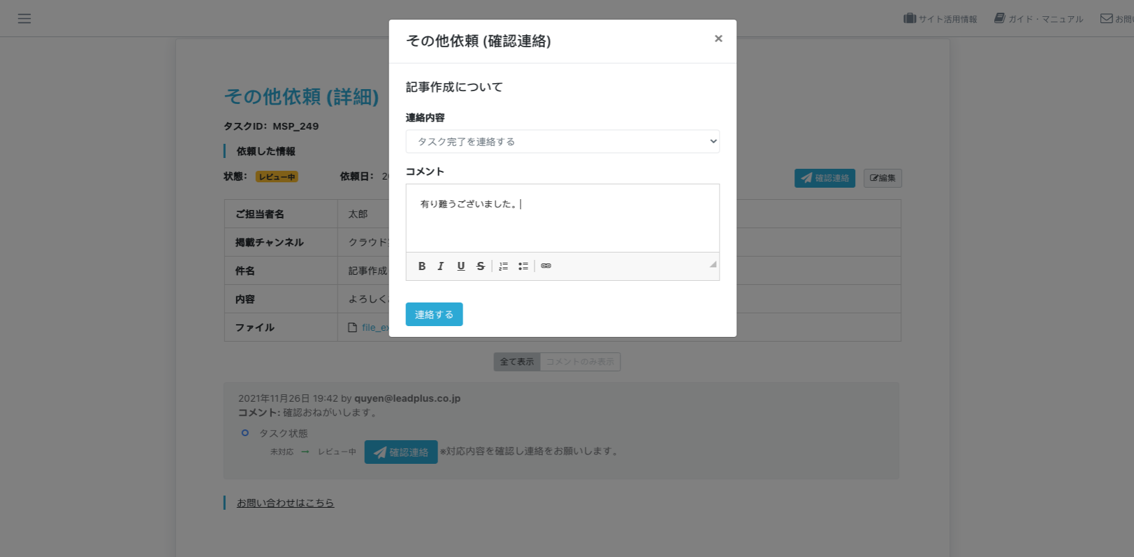 サイト活用情報 ガイド・マニュアル お問
その他依頼 (確認連絡) ×
記事作成について
連絡内容
タスク完了を連絡する
コメント
有り難うございました。
B I U S
連絡する
その他依頼 (詳細)
タスクID: MSP_249
依頼した情報
状態: レビュー中 依頼日: 確認連絡 編集
ご担当者名 太郎
掲載チャンネル クラウド
件名 記事作成
内容 よろしく
ファイル file_e
全て表示 コメントのみ表示
2021年11月26日 19:42 by quyen@leadplus.co.jp
コメント: 確認おねがいします。
タスク状態
未対応 → レビュー中 確認連絡 ※対応内容を確認し連絡をお願いします。
お問い合わせはこちら